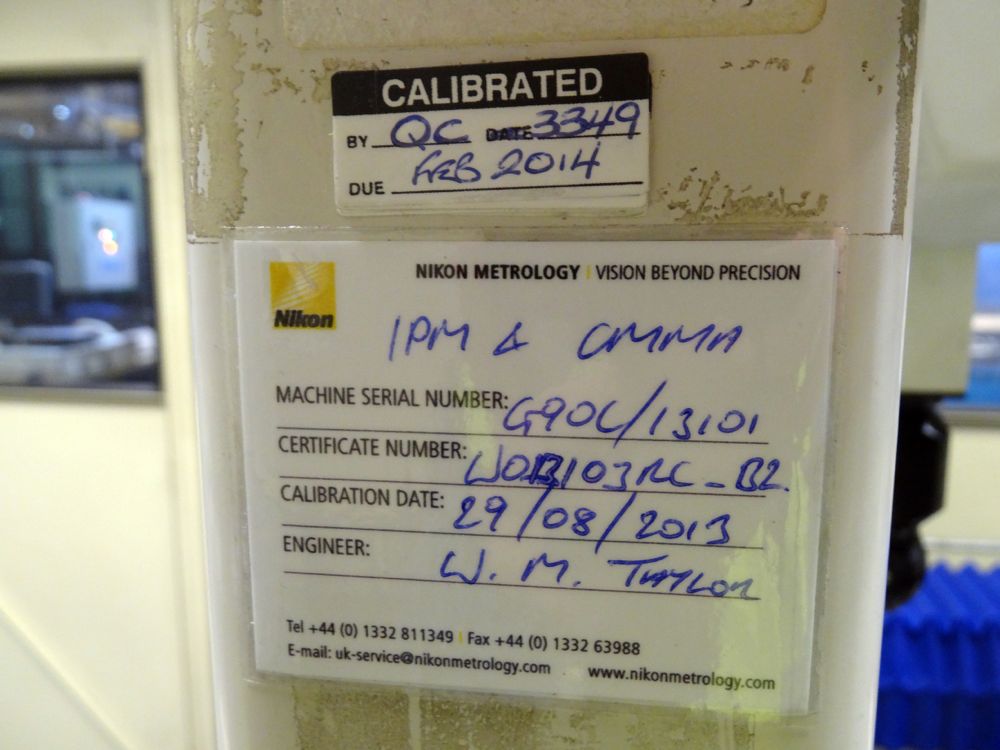 CALIBRATED
BY QC DATE 3349
FEB 2014
DUE
NIKON METROLOGY | VISION BEYOND PRECISION
Nikon
IPM & CMMA
MACHINE SERIAL NUMBER: G90C/13101
CERTIFICATE NUMBER: -B2
CALIBRATION DATE: 29/08/2013
ENGINEER: W. M. TAYLOR
Tel +44 (0) 1332 811349 | Fax +44 (0) 1332 63988
E-mail: uk-service@nikonmetrology.com www.nikonmetrology.com